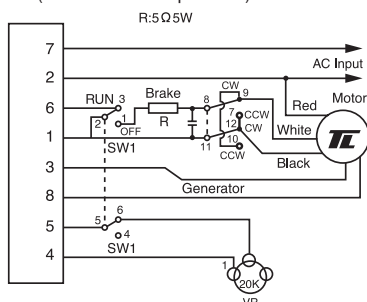 R:5Ω5W
7
2
AC Input
6
RUN
3
Brake
8
CW
9
Red
Motor
2
1
OFF
R
7
CCW
12
CW
White
1
SW1
11
10
CCW
Black
3
Generator
8
5
5
6
4
SW1
4
1
20K